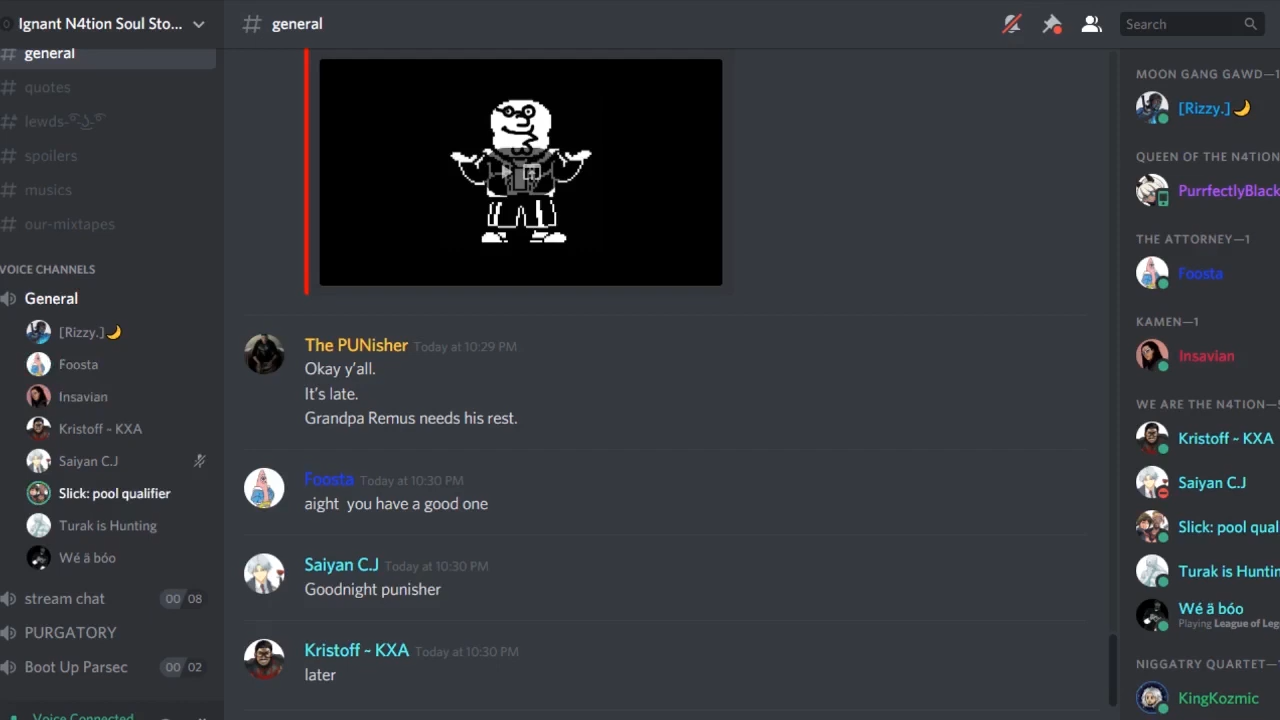 Ignant N4tion Soul Sto...
general
Search
general
quotes
lewds-
spoilers
musics
our-mixtapes
VOICE CHANNELS
General
[Rizzy.]🌙
Foosta
Insavian
Kristoff ~ KXA
Saiyan C.J
Slick: pool qualifier
Turak is Hunting
Wé ä bóo
stream chat 00 08
PURGATORY
Boot Up Parsec 00 02
Voice Connected
The PUNisher Today at 10:29 PM
Okay y'all.
It's late.
Grandpa Remus needs his rest.
Foosta Today at 10:30 PM
aight you have a good one
Saiyan C.J Today at 10:30 PM
Goodnight punisher
Kristoff ~ KXA Today at 10:30 PM
later
MOON GANG GAWD—1
[Rizzy.]🌙
QUEEN OF THE N4TION
PurrfectlyBlack
THE ATTORNEY—1
Foosta
KAMEN—1
Insavian
WE ARE THE N4TION—
Kristoff ~ KXA
Saiyan C.J
Slick: pool qual
Turak is Huntin
Wé ä bóo
Playing League of Leg
NIGGATRY QUARTET—
KingKozmic